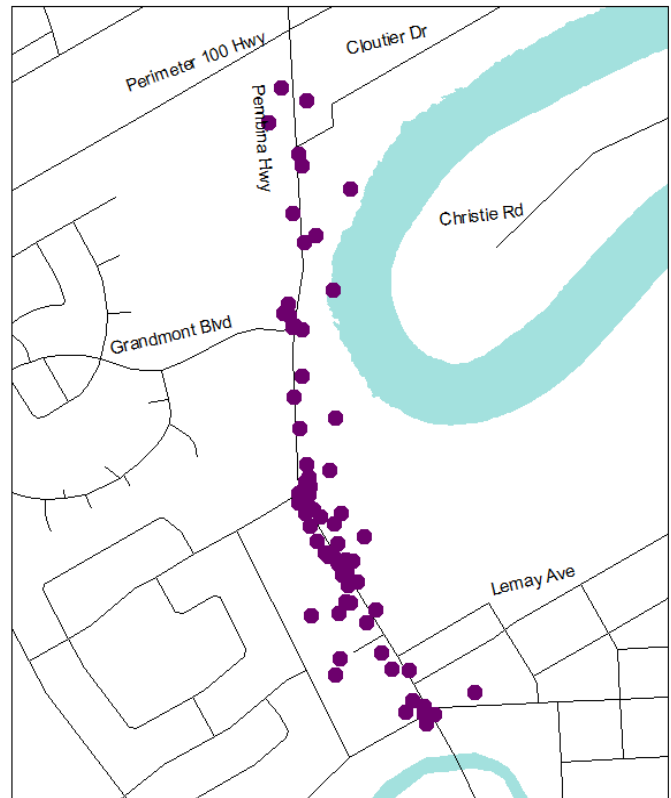 Perimeter 100 Hwy
Cloutier Dr
Pembina Hwy
Christie Rd
Grandmont Blvd
Lemay Ave